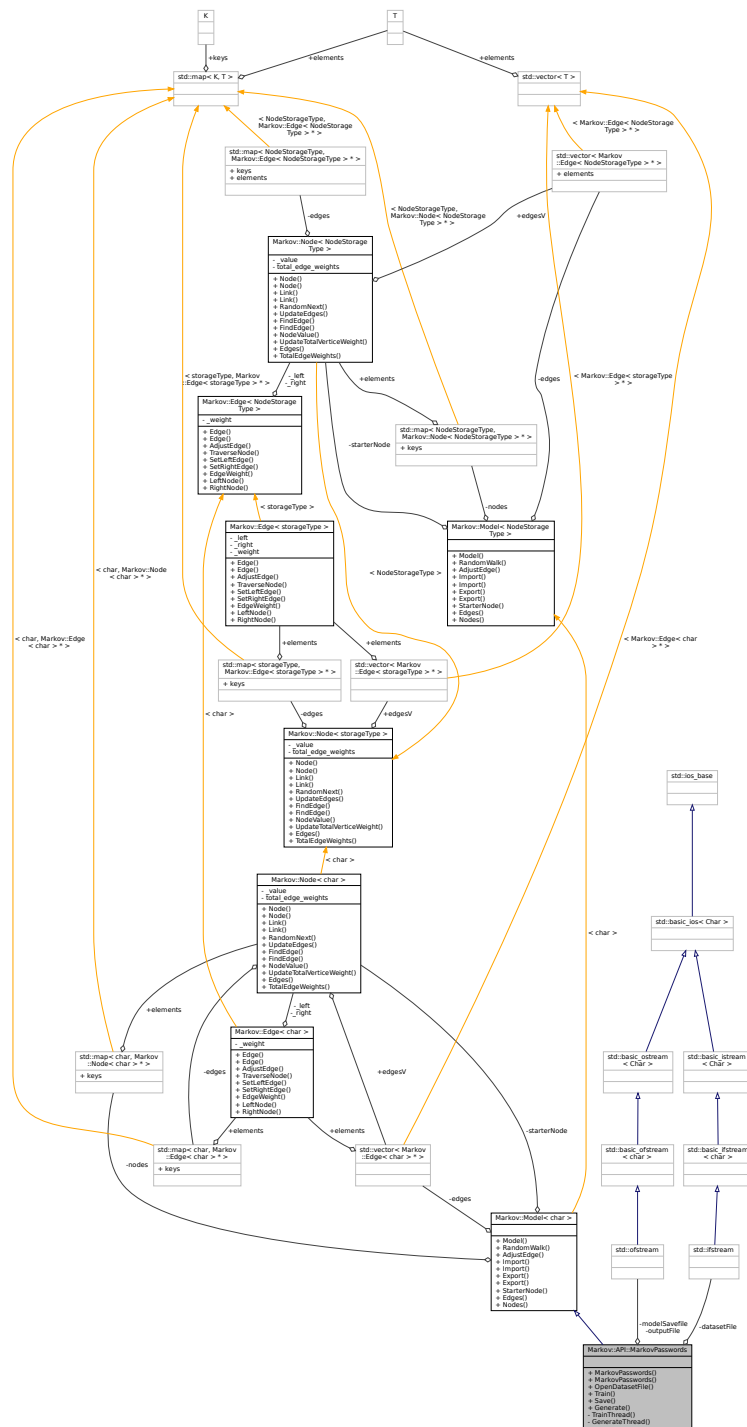 K
T
+keys
+elements
+elements
std::map< K, T >
std::vector< T >
< NodeStorageType,
Markov::Edge< NodeStorage
Type > * >
< Markov::Edge< NodeStorage
Type > * >
std::map< NodeStorageType,
Markov::Edge< NodeStorageType > * >
+ keys
+ elements
std::vector< Markov
::Edge< NodeStorageType > * >
+ elements
< NodeStorageType,
Markov::Node< NodeStorage
Type > * >
-edges
+edgesV
Markov::Node< NodeStorage
Type >
- _value
- total_edge_weights
+ Node()
+ Node()
+ Link()
+ Link()
+ RandomNext()
+ UpdateEdges()
+ FindEdge()
+ FindEdge()
+ NodeValue()
+ UpdateTotalVerticeWeight()
+ Edges()
+ TotalEdgeWeights()
< storageType, Markov
::Edge< storageType > * >
-_left
-_right
+elements
-edges
< Markov::Edge< storageType
> * >
Markov::Edge< NodeStorage
Type >
- _weight
+ Edge()
+ Edge()
+ AdjustEdge()
+ TraverseNode()
+ SetLeftEdge()
+ SetRightEdge()
+ EdgeWeight()
+ LeftNode()
+ RightNode()
-starterNode
std::map< NodeStorageType,
Markov::Node< NodeStorageType > * >
+ keys
< storageType >
-nodes
Markov::Edge< storageType >
- _left
- _right
- _weight
+ Edge()
+ Edge()
+ AdjustEdge()
+ TraverseNode()
+ SetLeftEdge()
+ SetRightEdge()
+ EdgeWeight()
+ LeftNode()
+ RightNode()
Markov::Model< NodeStorage
Type >
+ Model()
+ RandomWalk()
+ AdjustEdge()
+ Import()
+ Import()
+ Export()
+ Export()
+ StarterNode()
+ Edges()
+ Nodes()
< char, Markov::Node
< char > * >
< NodeStorageType >
< char, Markov::Edge
< char > * >
< Markov::Edge< char
> * >
+elements
+elements
std::map< storageType,
Markov::Edge< storageType > * >
+ keys
std::vector< Markov
::Edge< storageType > * >
< char >
-edges
+edgesV
Markov::Node< storageType >
- _value
- total_edge_weights
+ Node()
+ Node()
+ Link()
+ Link()
+ RandomNext()
+ UpdateEdges()
+ FindEdge()
+ FindEdge()
+ NodeValue()
+ UpdateTotalVerticeWeight()
+ Edges()
+ TotalEdgeWeights()
std::ios_base
< char >
Markov::Node< char >
- _value
- total_edge_weights
+ Node()
+ Node()
+ Link()
+ Link()
+ RandomNext()
+ UpdateEdges()
+ FindEdge()
+ FindEdge()
+ NodeValue()
+ UpdateTotalVerticeWeight()
+ Edges()
+ TotalEdgeWeights()
< char >
std::basic_ios< Char >
+elements
-_left
-_right
Markov::Edge< char >
- _weight
+ Edge()
+ Edge()
+ AdjustEdge()
+ TraverseNode()
+ SetLeftEdge()
+ SetRightEdge()
+ EdgeWeight()
+ LeftNode()
+ RightNode()
std::map< char, Markov
::Node< char > * >
+ keys
-edges
+edgesV
std::basic_ostream
< Char >
std::basic_istream
< Char >
+elements
+elements
-starterNode
-nodes
std::map< char, Markov
::Edge< char > * >
+ keys
std::vector< Markov
::Edge< char > * >
std::basic_ofstream
< char >
std::basic_ifstream
< char >
-edges
Markov::Model< char >
+ Model()
+ RandomWalk()
+ AdjustEdge()
+ Import()
+ Import()
+ Export()
+ Export()
+ StarterNode()
+ Edges()
+ Nodes()
std::ofstream
std::ifstream
-modelSavefile
-outputFile
-datasetFile
Markov::API::MarkovPasswords
+ MarkovPasswords()
+ MarkovPasswords()
+ OpenDatasetFile()
+ Train()
+ Save()
+ Generate()
- TrainThread()
- GenerateThread()